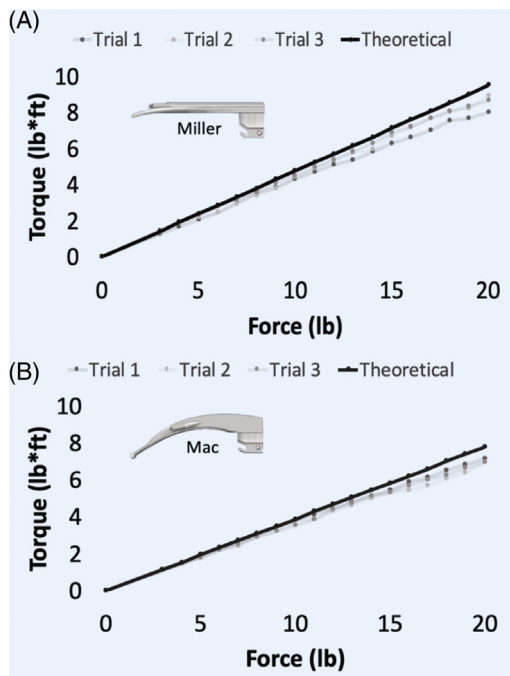 (A)
Trial 1 Trial 2 Trial 3 Theoretical
10
8
6
4
2
0
Torque (lb*ft)
Miller
0 5 10 15 20
Force (lb)
(B)
Trial 1 Trial 2 Trial 3 Theoretical
10
8
6
4
2
0
Torque (lb*ft)
Mac
0 5 10 15 20
Force (lb)